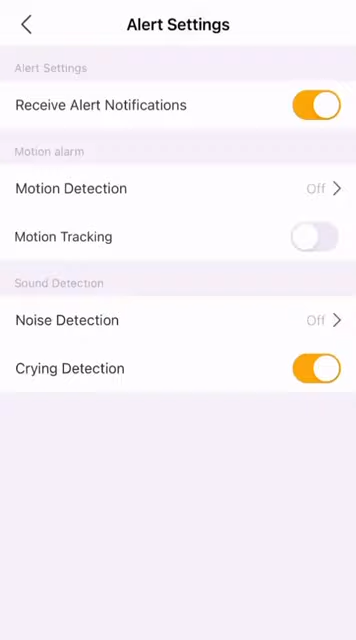 Alert Settings
Alert Settings
Receive Alert Notifications
Motion alarm
Motion Detection Off
Motion Tracking
Sound Detection
Noise Detection Off
Crying Detection